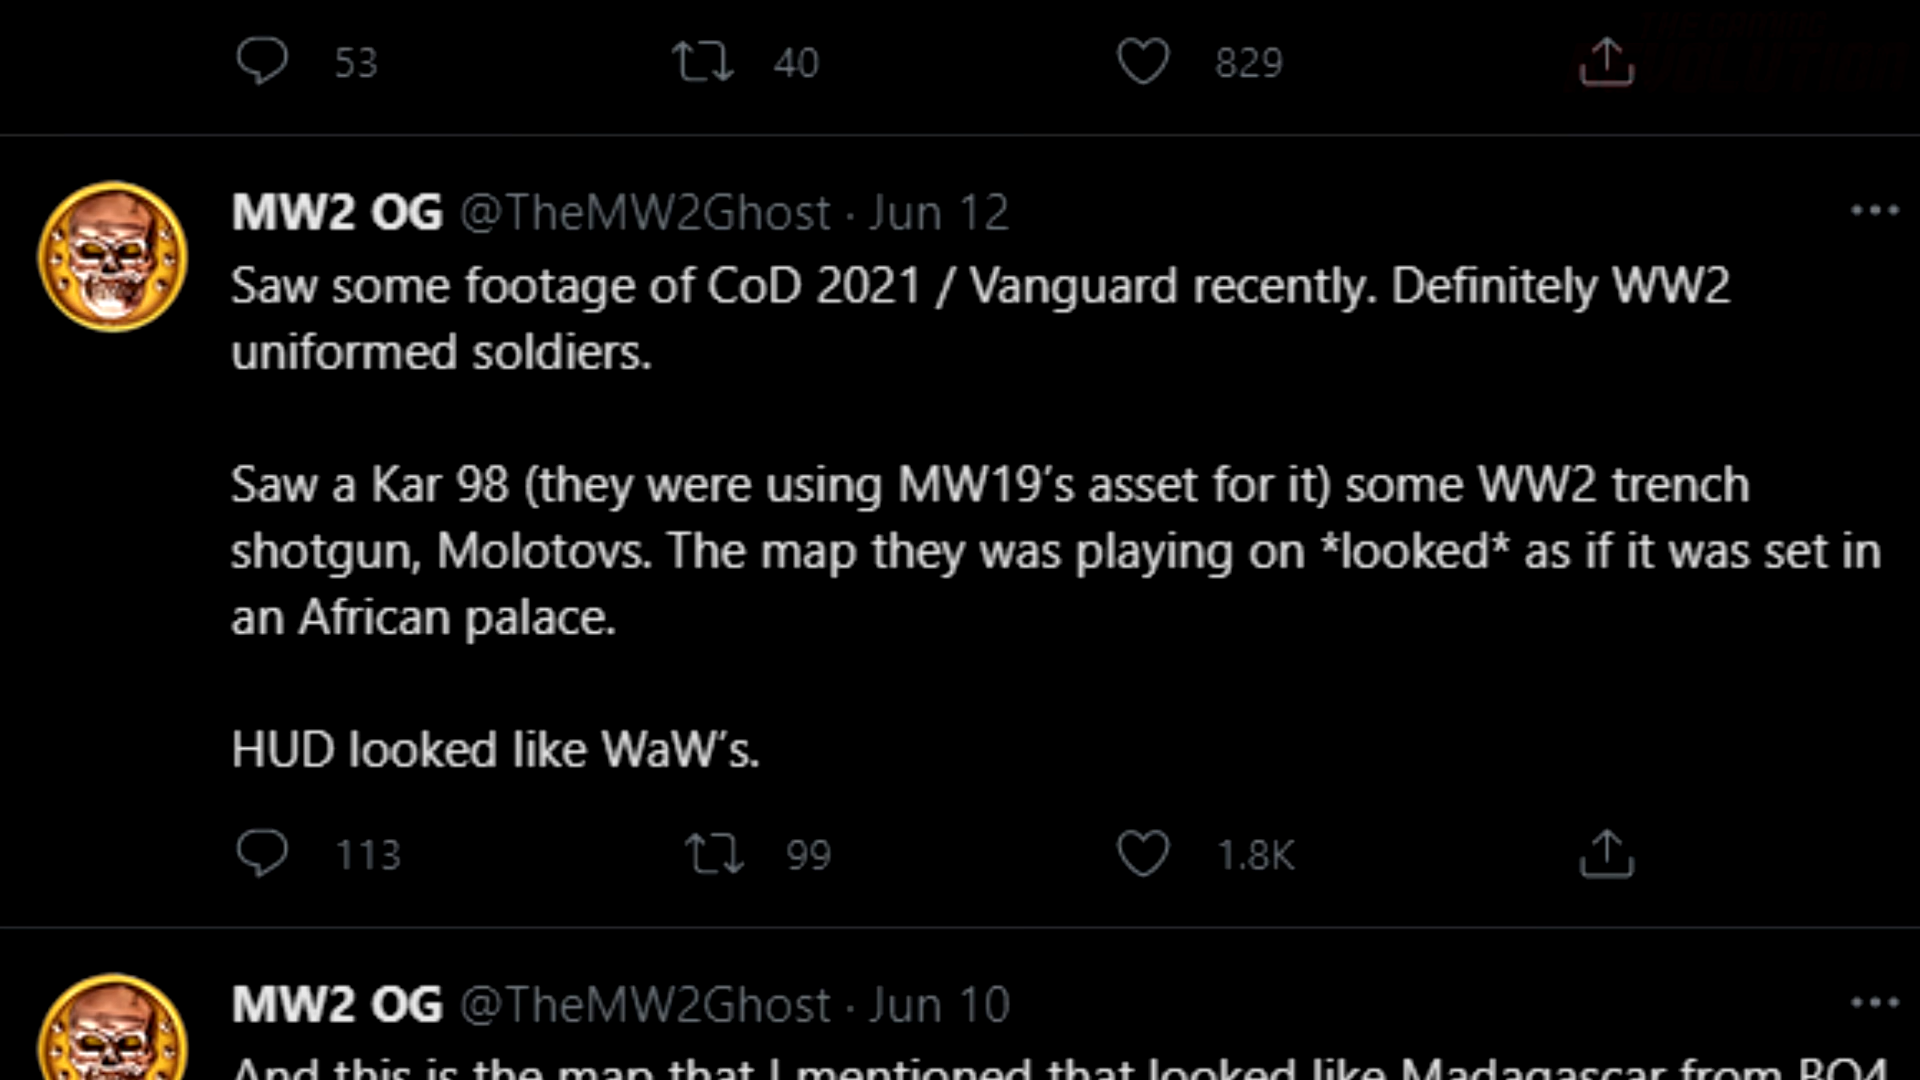 53 40 829
MW2 OG @TheMW2Ghost · Jun 12
Saw some footage of CoD 2021 / Vanguard recently. Definitely WW2
uniformed soldiers.
Saw a Kar 98 (they were using MW19’s asset for it) some WW2 trench
shotgun, Molotovs. The map they was playing on *looked* as if it was set in
an African palace.
HUD looked like WaW’s.
113 99 1.8K
MW2 OG @TheMW2Ghost · Jun 10
And this is the map that I mentioned that looked like Madagascar from BO4